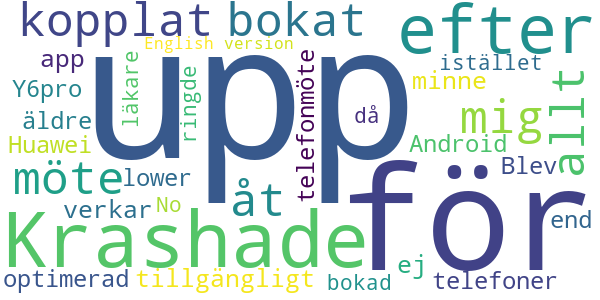 kopplat bokat efter
English version
app upp istället
Y6pro läkare ringde telefonmöte minne allt
äldre då mig
Huawei Android
möte lower åt för Blev
verkar No end
Krashade ej
optimerad tillgängligt bokad telefoner